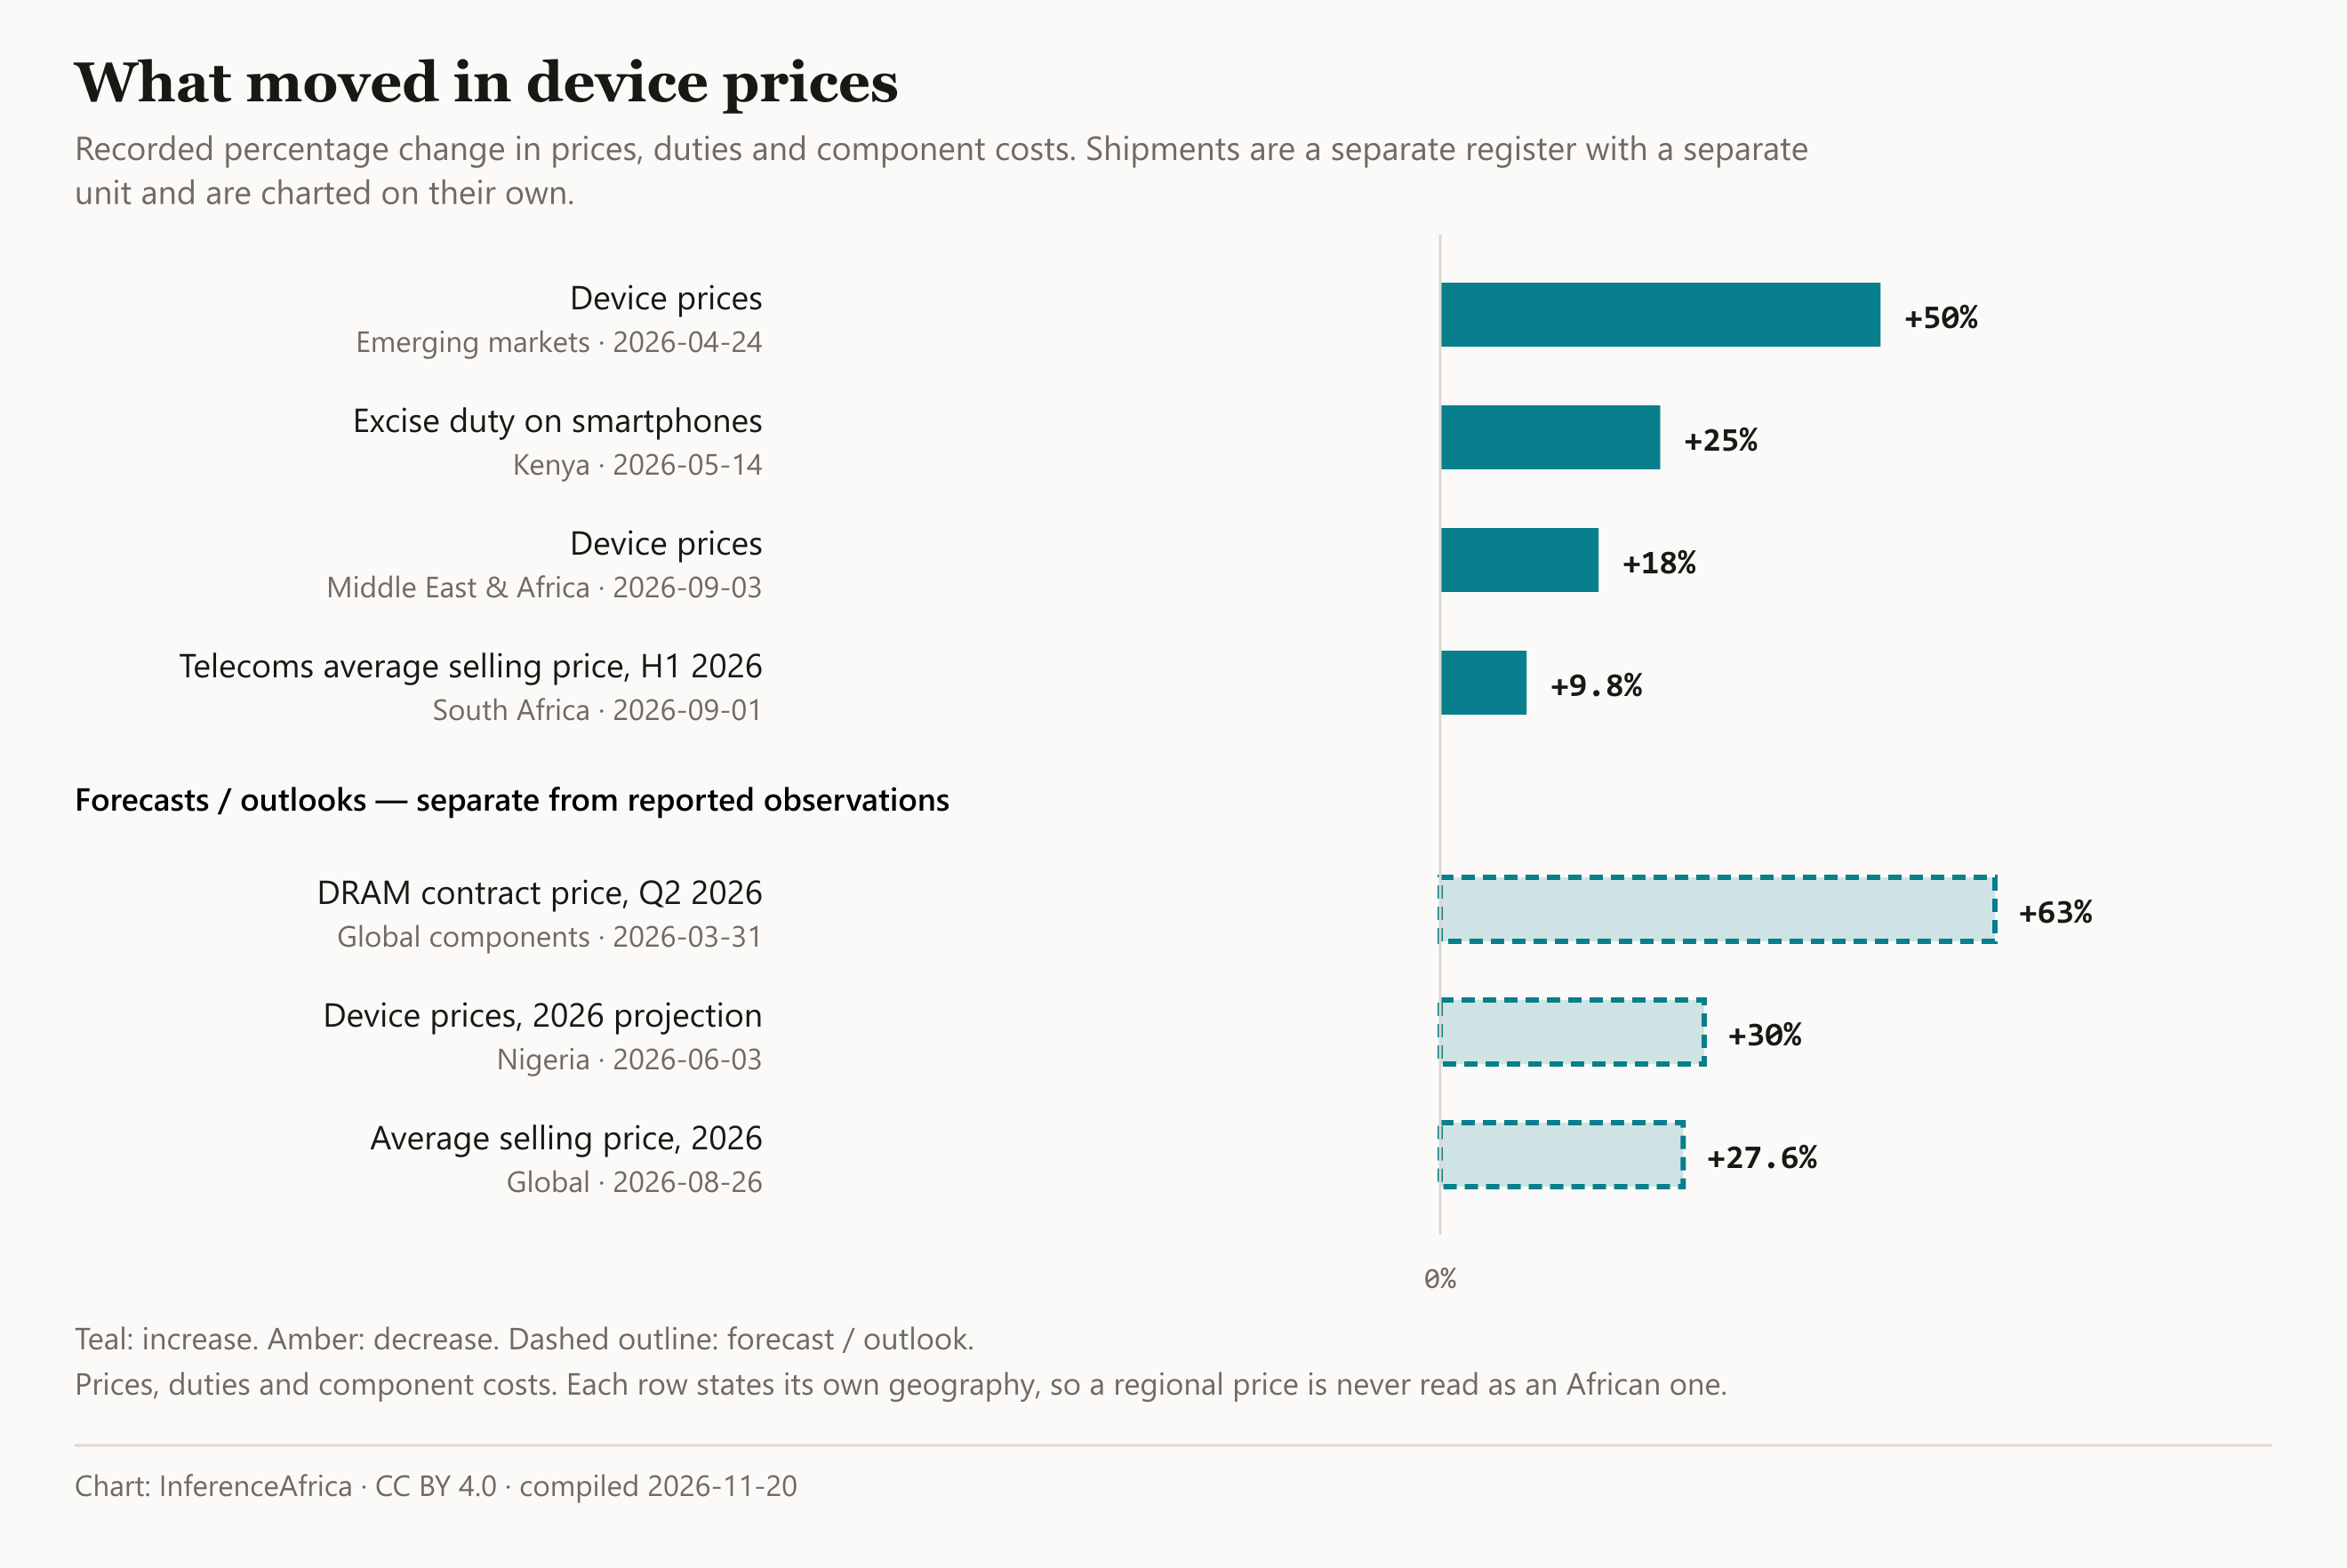 What moved in device prices
Recorded percentage change in prices, duties and component costs. Shipments are a separate register with a separate
unit and are charted on their own.
Device prices
Emerging markets · 2026-04-24
+50%
Excise duty on smartphones
Kenya · 2026-05-14
+25%
Device prices
Middle East & Africa · 2026-09-03
+18%
Telecoms average selling price, H1 2026
South Africa · 2026-09-01
+9.8%
Forecasts / outlooks — separate from reported observations
DRAM contract price, Q2 2026
Global components · 2026-03-31
+63%
Device prices, 2026 projection
Nigeria · 2026-06-03
+30%
Average selling price, 2026
Global · 2026-08-26
+27.6%
0%
Teal: increase. Amber: decrease. Dashed outline: forecast / outlook.
Prices, duties and component costs. Each row states its own geography, so a regional price is never read as an African one.
Chart: InferenceAfrica · CC BY 4.0 · compiled 2026-11-20